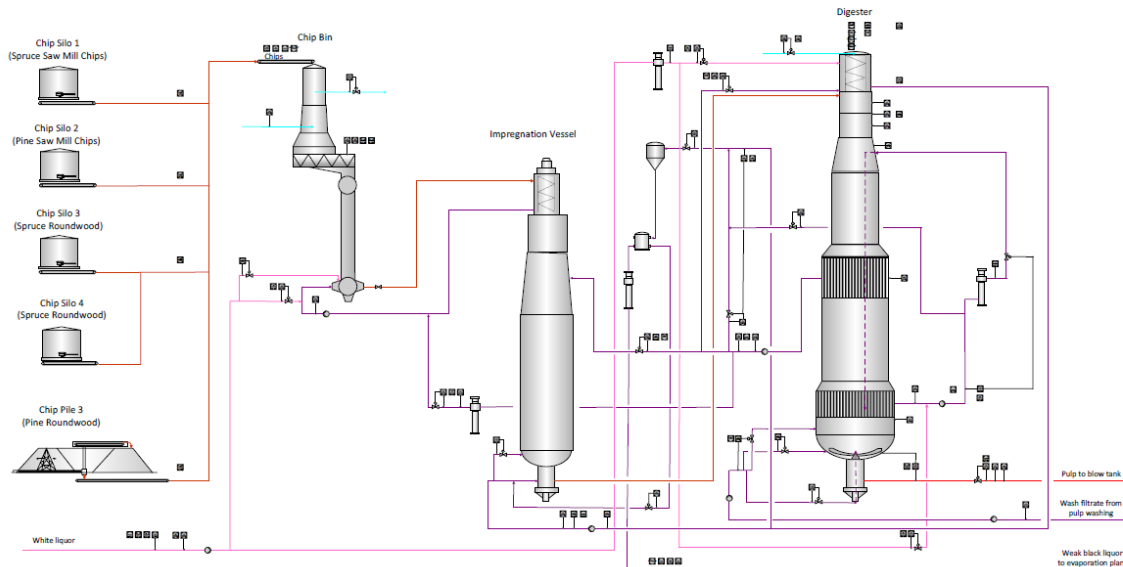 Digester
Chip Silo 1
(Spruce Saw Mill Chips)
Chip Bin
Chips
Chip Silo 2
(Pine Saw Mill Chips)
Impregnation Vessel
Chip Silo 3
(Spruce Roundwood)
Chip Silo 4
(Spruce Roundwood)
Chip Pile 3
(Pine Roundwood)
Pulp to blow tank
Wash filtrate from
pulp washing
White liquor
Weak black liquor
to evaporation plan